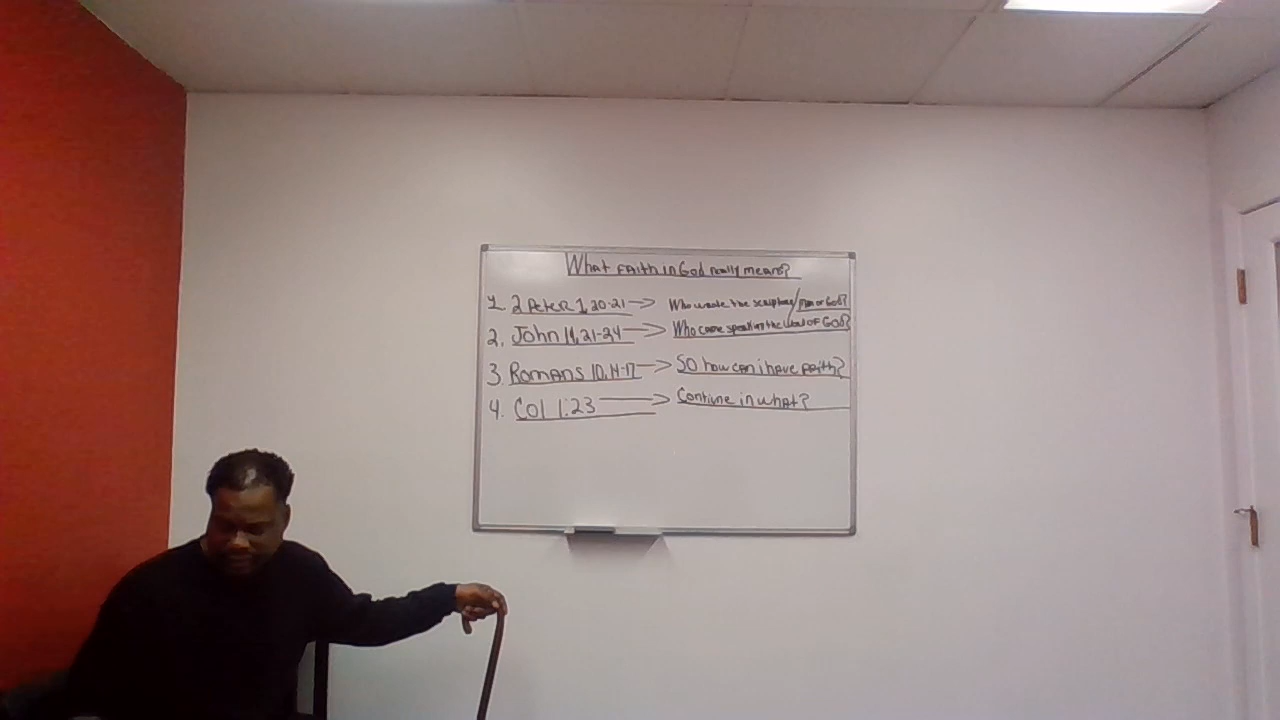 What FAith in God really means?
1. 2 Peter 1,20-21 → Who wrote the scriptures/man or God?
2. John 14,21-24 → Who came speaking the word OF GOD?
3. Romans 10,14-17 → SO how can i have faith?
4. Col 1:23 → Continue in what?